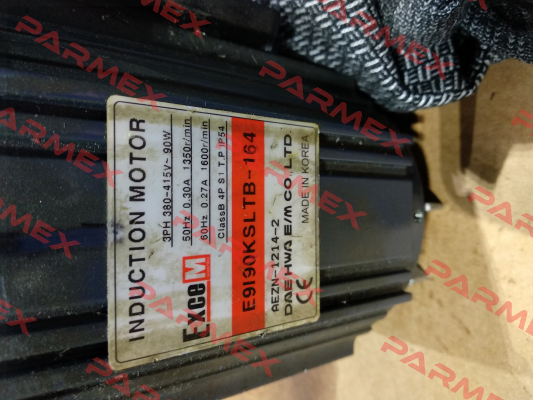 INDUCTION MOTOR
3PH 380-415V~ 90W
50Hz 0.30A 1350r/min
60Hz 0.27A 1600r/min
ClassB 4P S1 T.P IP54
ExceM
E9I90KSLTB-164
AEZN-1214-2
DAEHWA E/M CO., LTD.
CE MADE IN KOREA
PARMEX
PARMEX
PARMEX
PARMEX
PARMEX
PARMEX
PARMEX
PARMEX